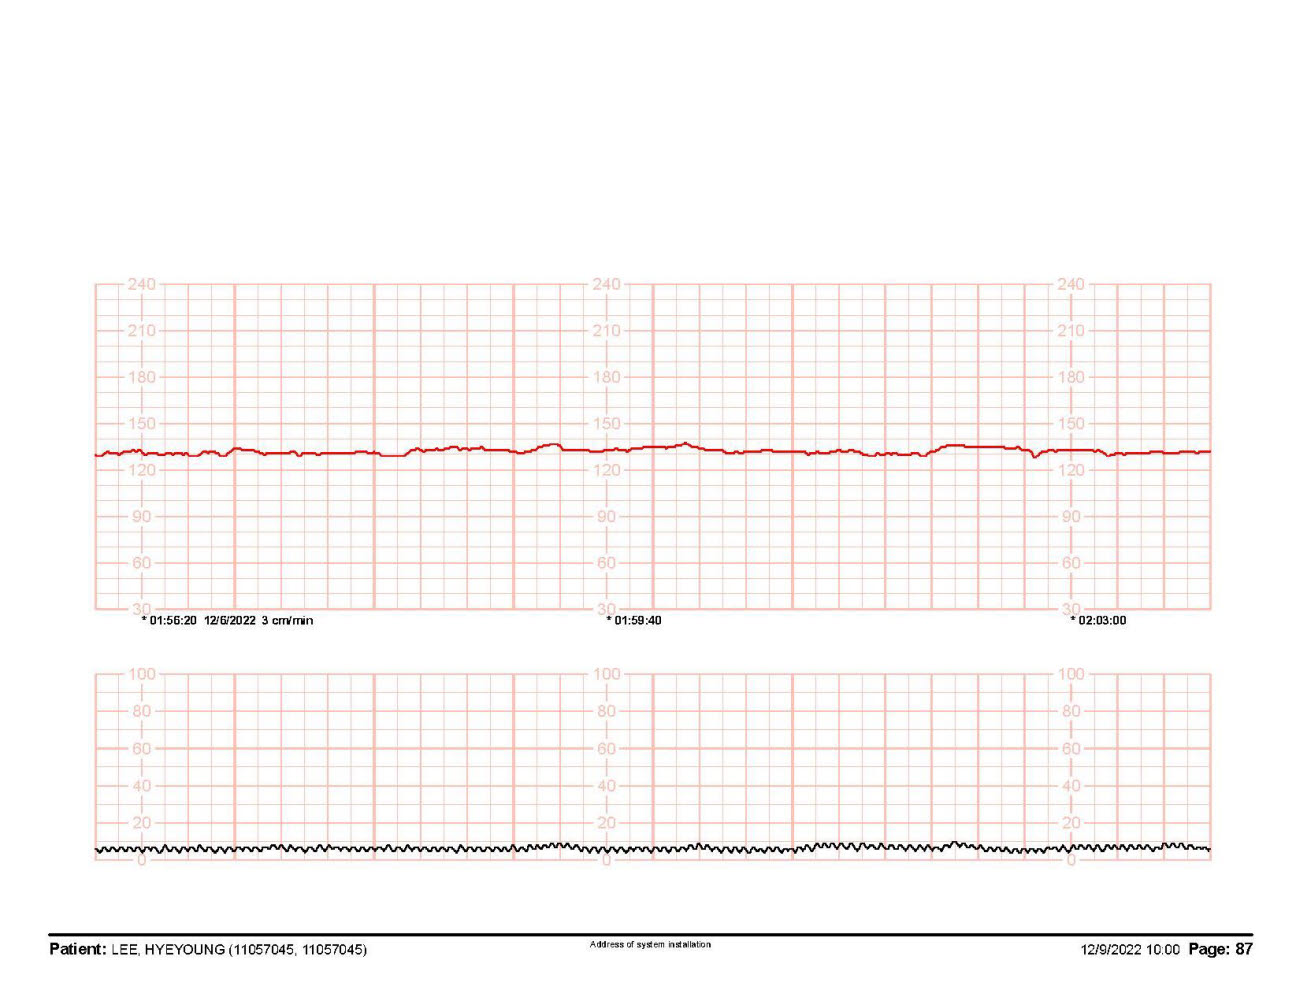 240 240 240
210 210 210
180 180 180
150 150 150
120 120 120
90 90 90
60 60 60
30 30 30
* 01:56:20 12/6/2022 3 cm/min * 01:59:40 * 02:03:00
100 100 100
80 80 80
60 60 60
40 40 40
20 20 20
0 0 0
Patient: LEE, HYEYOUNG (11057045, 11057045) Address of system installation 12/9/2022 10:00 Page: 87